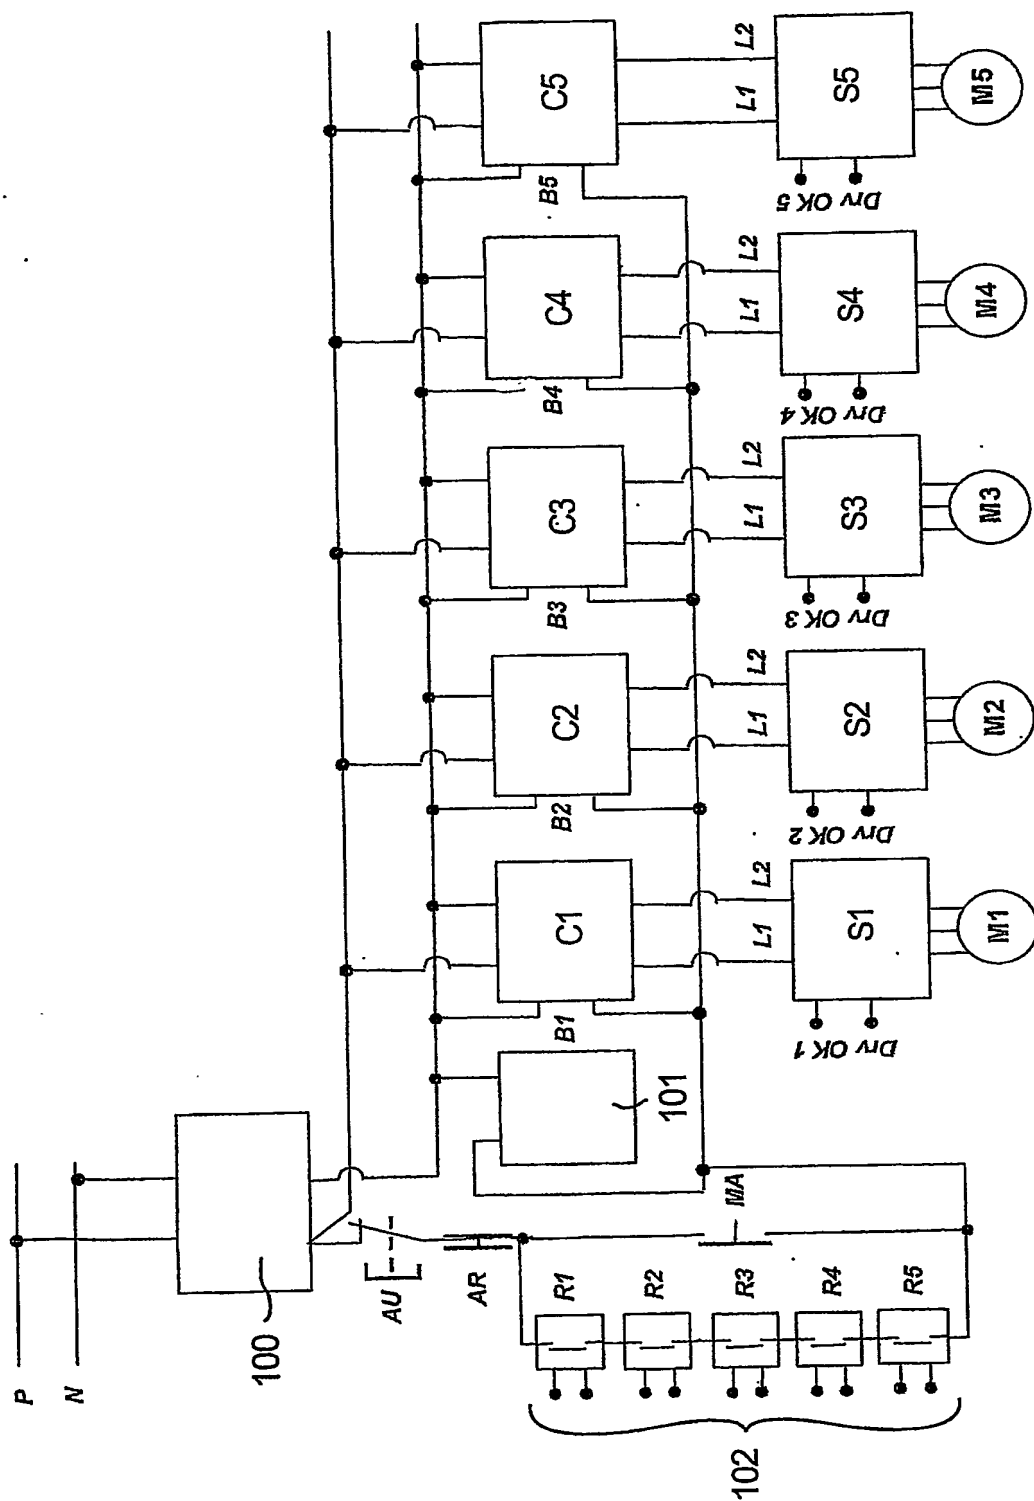 P
N
100
AU
AR
MA
R1
R2
R3
R4
R5
102
101
C1
C2
C3
C4
C5
B1
B2
B3
B4
B5
L1
L2
L1
L2
L1
L2
L1
L2
L1
L2
S1
S2
S3
S4
S5
Drv OK 1
Drv OK 2
Drv OK 3
Drv OK 4
Drv OK 5
M1
M2
M3
M4
M5